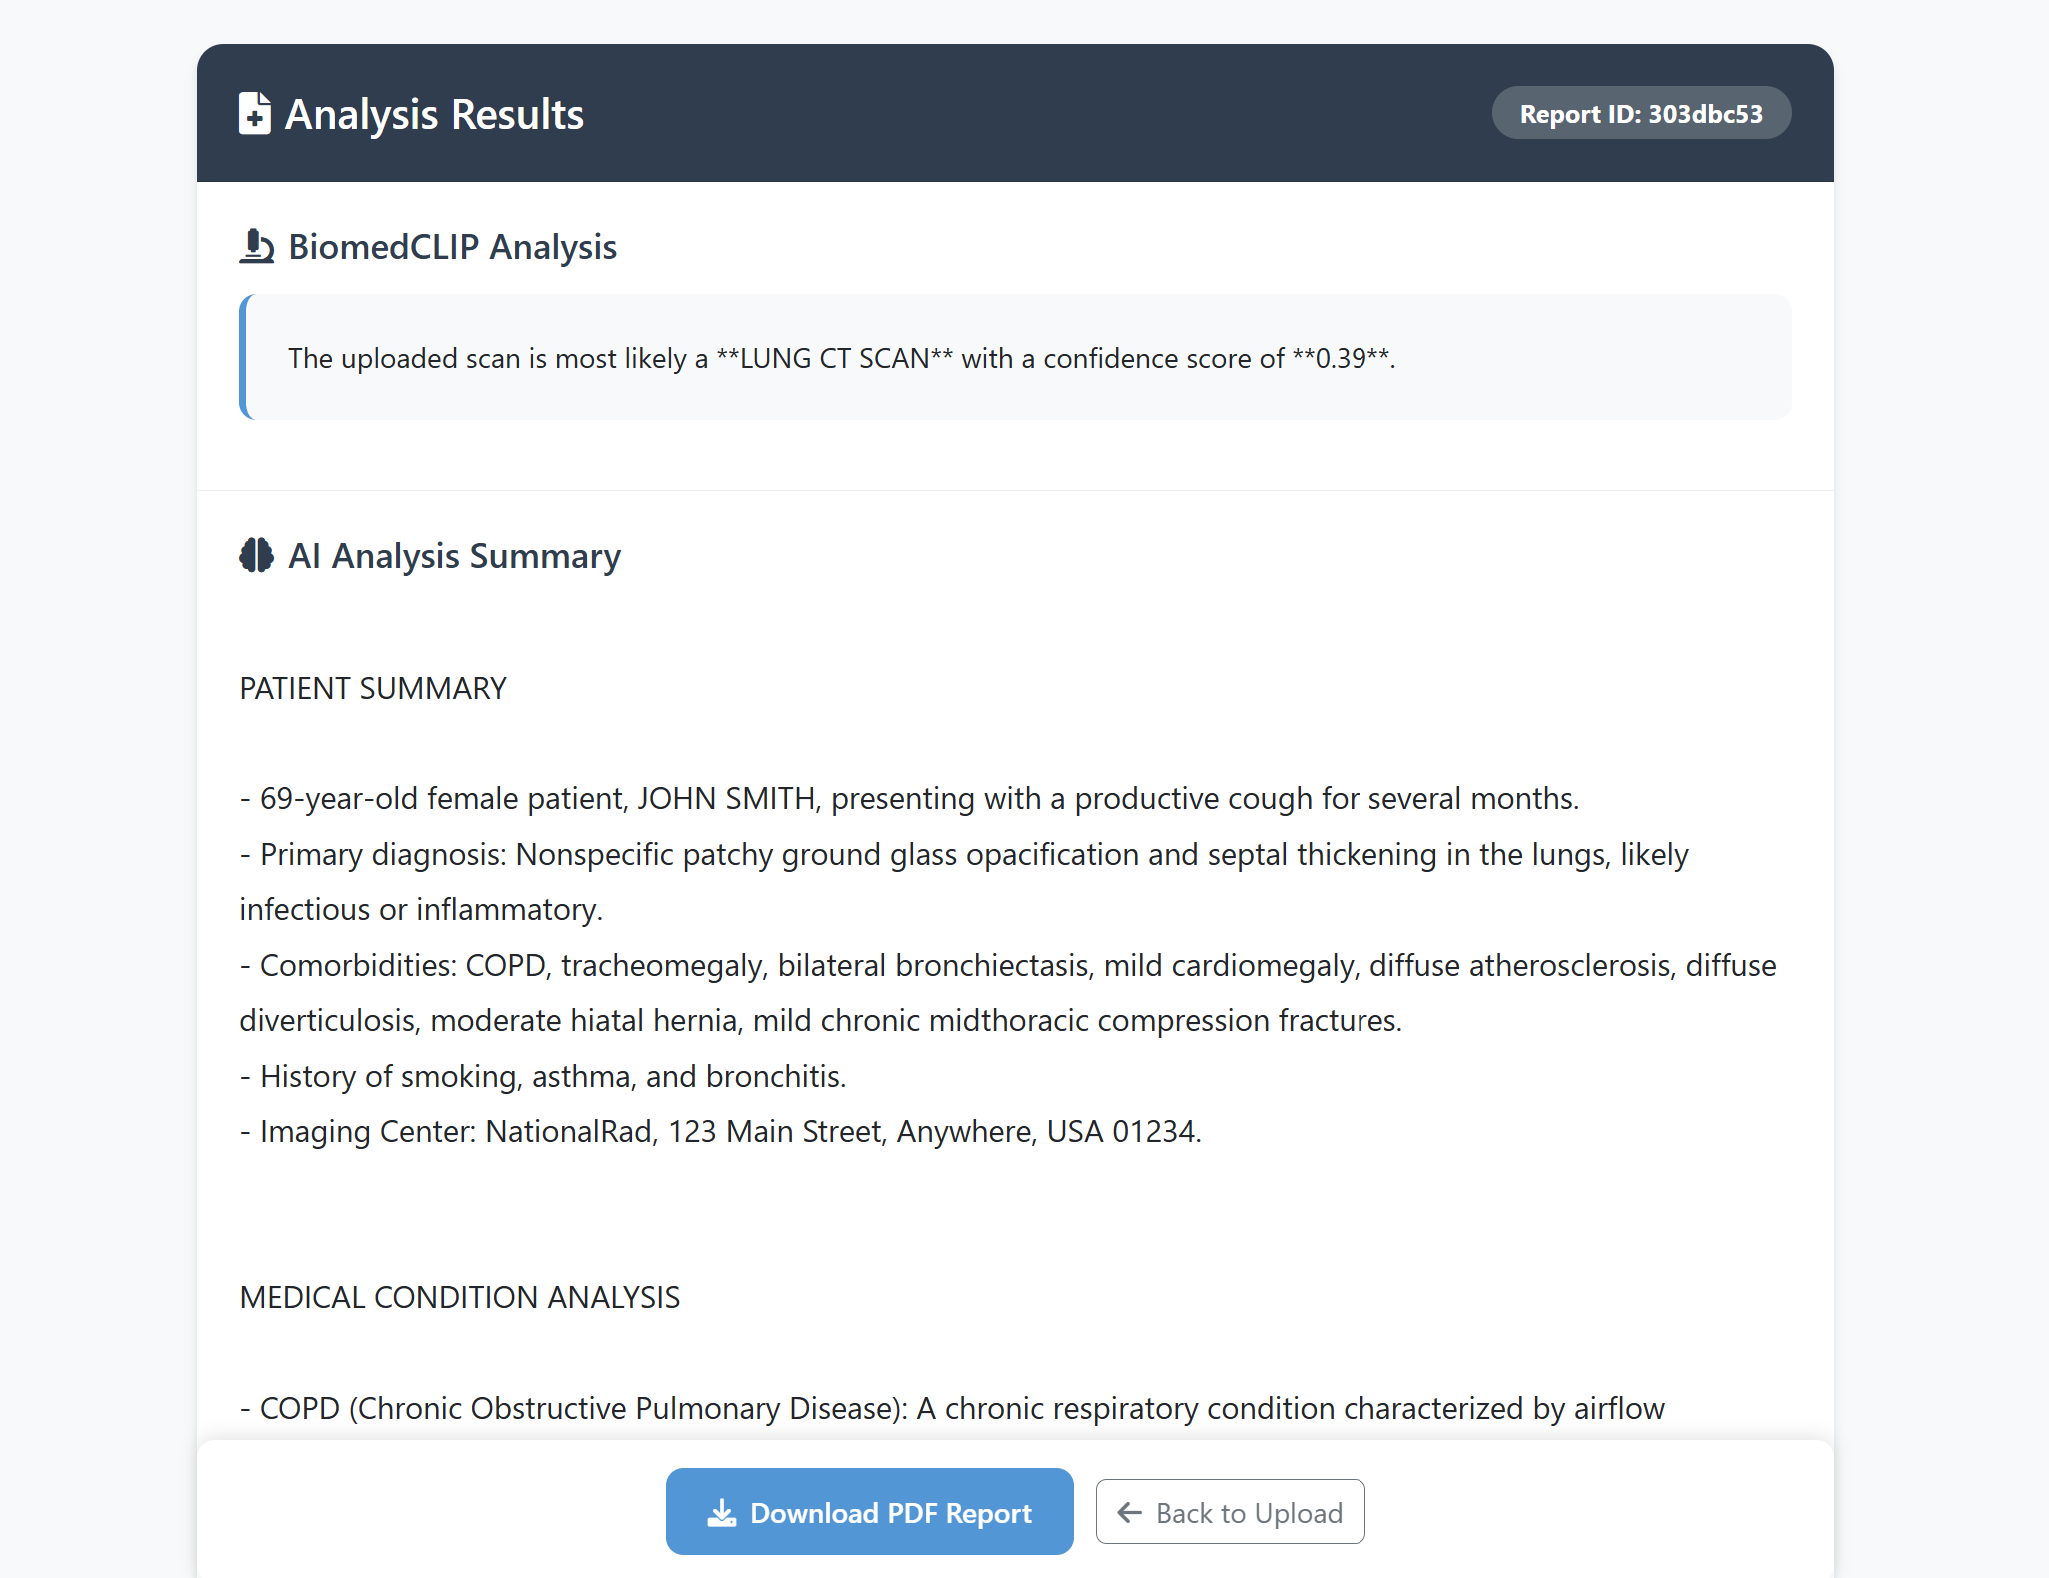 Analysis Results
Report ID: 303dbc53
BiomedCLIP Analysis
The uploaded scan is most likely a **LUNG CT SCAN** with a confidence score of **0.39**.
AI Analysis Summary
PATIENT SUMMARY
- 69-year-old female patient, JOHN SMITH, presenting with a productive cough for several months.
- Primary diagnosis: Nonspecific patchy ground glass opacification and septal thickening in the lungs, likely
infectious or inflammatory.
- Comorbidities: COPD, tracheomegaly, bilateral bronchiectasis, mild cardiomegaly, diffuse atherosclerosis, diffuse
diverticulosis, moderate hiatal hernia, mild chronic midthoracic compression fractures.
- History of smoking, asthma, and bronchitis.
- Imaging Center: NationalRad, 123 Main Street, Anywhere, USA 01234.
MEDICAL CONDITION ANALYSIS
- COPD (Chronic Obstructive Pulmonary Disease): A chronic respiratory condition characterized by airflow
Download PDF Report
Back to Upload